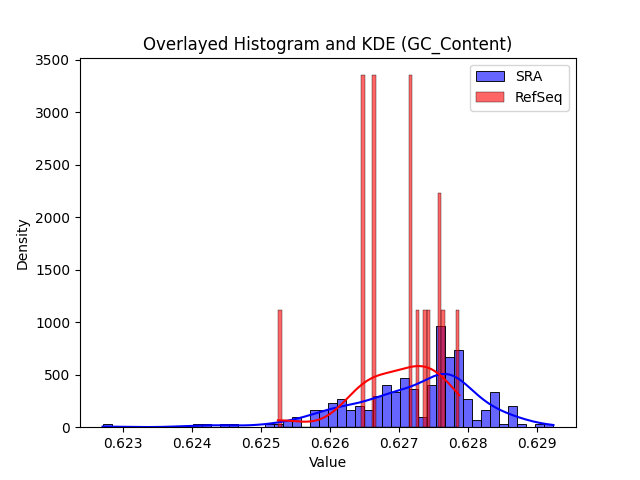 Overlayed Histogram and KDE (GC_Content)
SRA
RefSeq
3500
3000
2500
2000
1500
1000
500
0
Density
0.623 0.624 0.625 0.626 0.627 0.628 0.629
Value